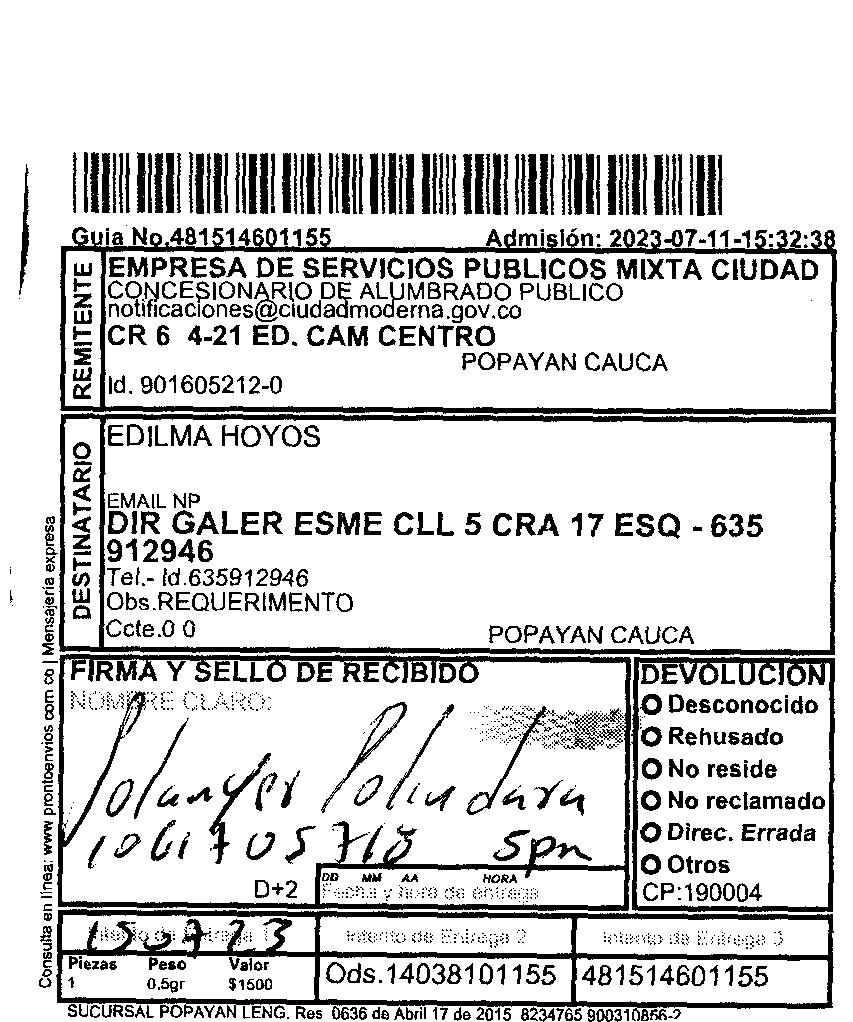 Guia No.481514601155 Admisión: 2023-07-11-15:32:38
REMITENTE
EMPRESA DE SERVICIOS PUBLICOS MIXTA CIUDAD
CONCESIONARIO DE ALUMBRADO PUBLICO
notificaciones@ciudadmoderna.gov.co
CR 6 4-21 ED. CAM CENTRO
POPAYAN CAUCA
Id. 901605212-0
DESTINATARIO
EDILMA HOYOS
EMAIL NP
DIR GALER ESME CLL 5 CRA 17 ESQ - 635
912946
Tel.- Id.635912946
Obs.REQUERIMENTO
Ccte.0 0
POPAYAN CAUCA
Consulta en línea: www prontoenvios com co | Mensajería expresa
FIRMA Y SELLO DE RECIBIDO
NOMBRE CLARO:
1061705718 5pm
D+2
DD MM AA HORA
Fecha y hora de entrega
DEVOLUCIÓN
Desconocido
Rehusado
No reside
No reclamado
Direc. Errada
Otros
CP:190004
150723
Intento de Entrega 2
Intento de Entrega 3
Piezas Peso Valor
1 0.5gr $1500
Ods.14038101155
481514601155
SUCURSAL POPAYAN LENG. Res 0636 de Abril 17 de 2015 8234765 900310856-2